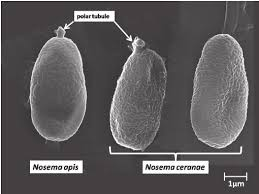 polar tubule
Nosema apis
Nosema ceranae
1µm